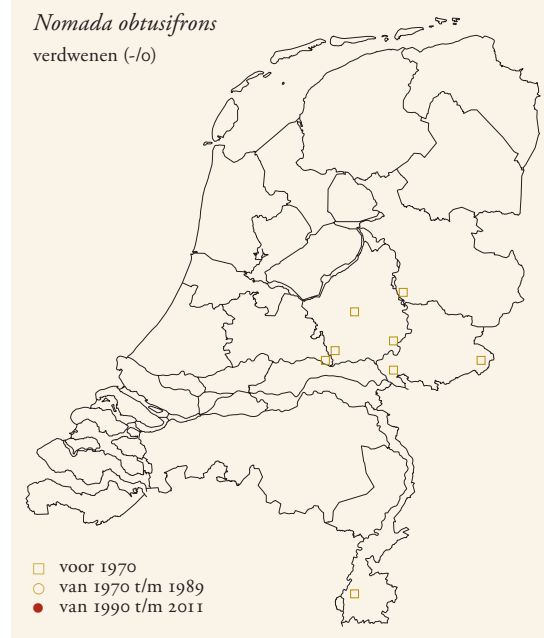 Nomada obtusifrons
verdwenen (-/0)
voor 1970
van 1970 t/m 1989
van 1990 t/m 2011